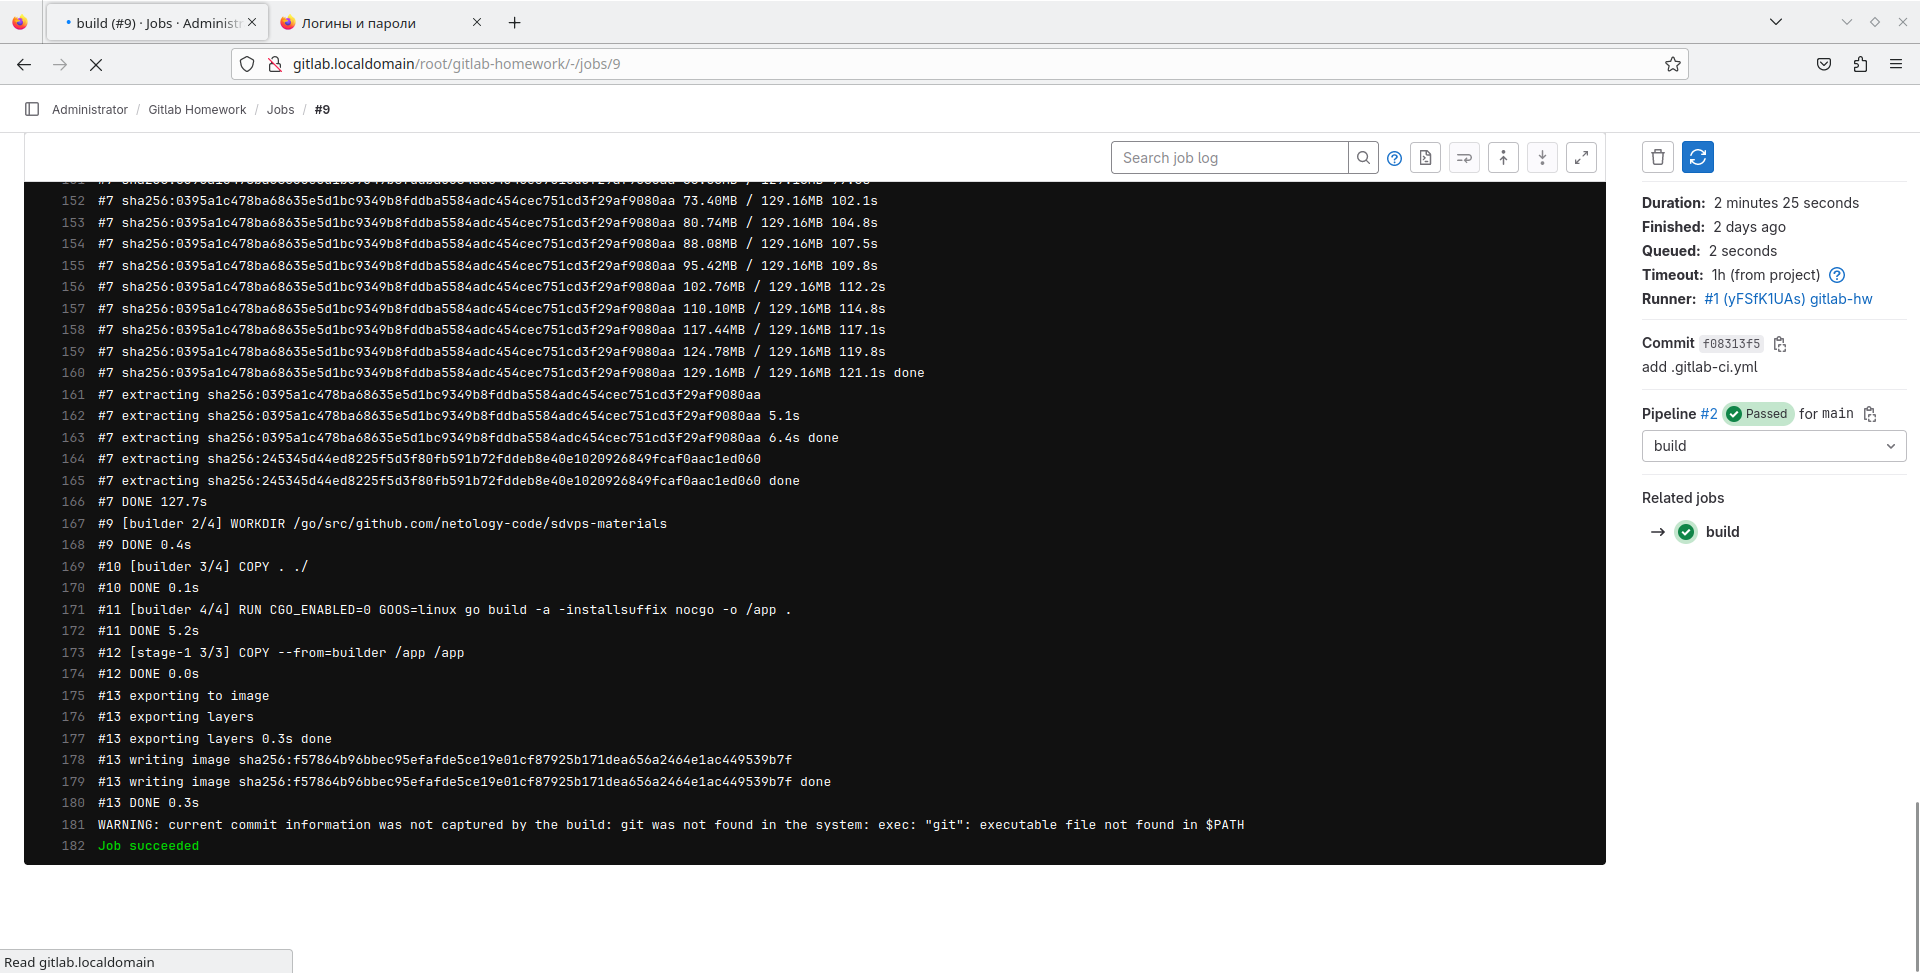 build (#9) · Jobs · Administr
Логины и пароли
gitlab.localdomain/root/gitlab-homework/-/jobs/9
Administrator / Gitlab Homework / Jobs / #9
Search job log
152 #7 sha256:0395a1c478ba68635e5d1bc9349b8fddba5584adc454cec751cd3f29af9080aa 73.40MB / 129.16MB 102.1s
153 #7 sha256:0395a1c478ba68635e5d1bc9349b8fddba5584adc454cec751cd3f29af9080aa 80.74MB / 129.16MB 104.8s
154 #7 sha256:0395a1c478ba68635e5d1bc9349b8fddba5584adc454cec751cd3f29af9080aa 88.08MB / 129.16MB 107.5s
155 #7 sha256:0395a1c478ba68635e5d1bc9349b8fddba5584adc454cec751cd3f29af9080aa 95.42MB / 129.16MB 109.8s
156 #7 sha256:0395a1c478ba68635e5d1bc9349b8fddba5584adc454cec751cd3f29af9080aa 102.76MB / 129.16MB 112.2s
157 #7 sha256:0395a1c478ba68635e5d1bc9349b8fddba5584adc454cec751cd3f29af9080aa 110.10MB / 129.16MB 114.8s
158 #7 sha256:0395a1c478ba68635e5d1bc9349b8fddba5584adc454cec751cd3f29af9080aa 117.44MB / 129.16MB 117.1s
159 #7 sha256:0395a1c478ba68635e5d1bc9349b8fddba5584adc454cec751cd3f29af9080aa 124.78MB / 129.16MB 119.8s
160 #7 sha256:0395a1c478ba68635e5d1bc9349b8fddba5584adc454cec751cd3f29af9080aa 129.16MB / 129.16MB 121.1s done
161 #7 extracting sha256:0395a1c478ba68635e5d1bc9349b8fddba5584adc454cec751cd3f29af9080aa
162 #7 extracting sha256:0395a1c478ba68635e5d1bc9349b8fddba5584adc454cec751cd3f29af9080aa 5.1s
163 #7 extracting sha256:0395a1c478ba68635e5d1bc9349b8fddba5584adc454cec751cd3f29af9080aa 6.4s done
164 #7 extracting sha256:245345d44ed8225f5d3f80fb591b72fddeb8e40e1020926849fcaf0aac1ed060
165 #7 extracting sha256:245345d44ed8225f5d3f80fb591b72fddeb8e40e1020926849fcaf0aac1ed060 done
166 #7 DONE 127.7s
167 #9 [builder 2/4] WORKDIR /go/src/github.com/netology-code/sdvps-materials
168 #9 DONE 0.4s
169 #10 [builder 3/4] COPY . ./
170 #10 DONE 0.1s
171 #11 [builder 4/4] RUN CGO_ENABLED=0 GOOS=linux go build -a -installsuffix nocgo -o /app .
172 #11 DONE 5.2s
173 #12 [stage-1 3/3] COPY --from=builder /app /app
174 #12 DONE 0.0s
175 #13 exporting to image
176 #13 exporting layers
177 #13 exporting layers 0.3s done
178 #13 writing image sha256:f57864b96bbec95efafde5ce19e01cf87925b171dea656a2464e1ac449539b7f
179 #13 writing image sha256:f57864b96bbec95efafde5ce19e01cf87925b171dea656a2464e1ac449539b7f done
180 #13 DONE 0.3s
181 WARNING: current commit information was not captured by the build: git was not found in the system: exec: "git": executable file not found in $PATH
182 Job succeeded
Duration: 2 minutes 25 seconds
Finished: 2 days ago
Queued: 2 seconds
Timeout: 1h (from project)
Runner: #1 (yFSfK1UAs) gitlab-hw
Commit f08313f5
add .gitlab-ci.yml
Pipeline #2 Passed for main
build
Related jobs
→ build
Read gitlab.localdomain